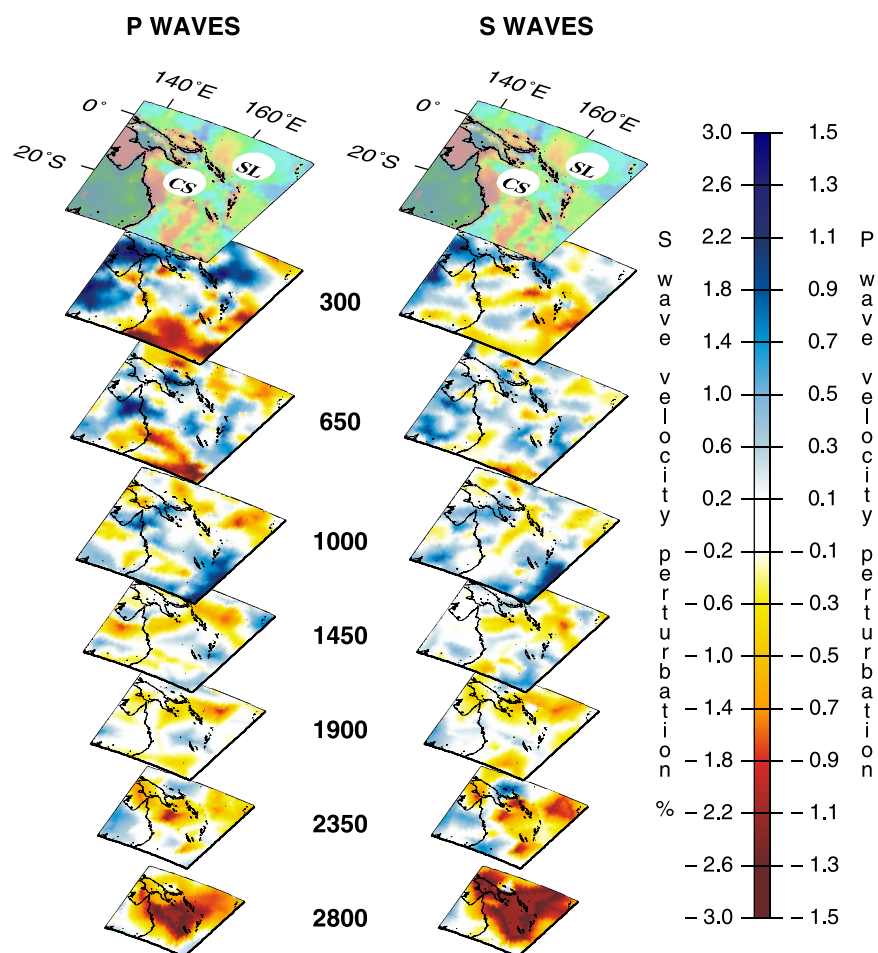 P WAVES
S WAVES
140°E
160°E
0°
20°S
CS
SL
140°E
160°E
0°
20°S
CS
SL
300
650
1000
1450
1900
2350
2800
S wave velocity perturbation %
3.0
2.6
2.2
1.8
1.4
1.0
0.6
0.2
– 0.2
– 0.6
– 1.0
– 1.4
– 1.8
– 2.2
– 2.6
– 3.0
1.5
1.3
1.1
0.9
0.7
0.5
0.3
0.1
– 0.1
– 0.3
– 0.5
– 0.7
– 0.9
– 1.1
– 1.3
– 1.5
P wave velocity perturbation